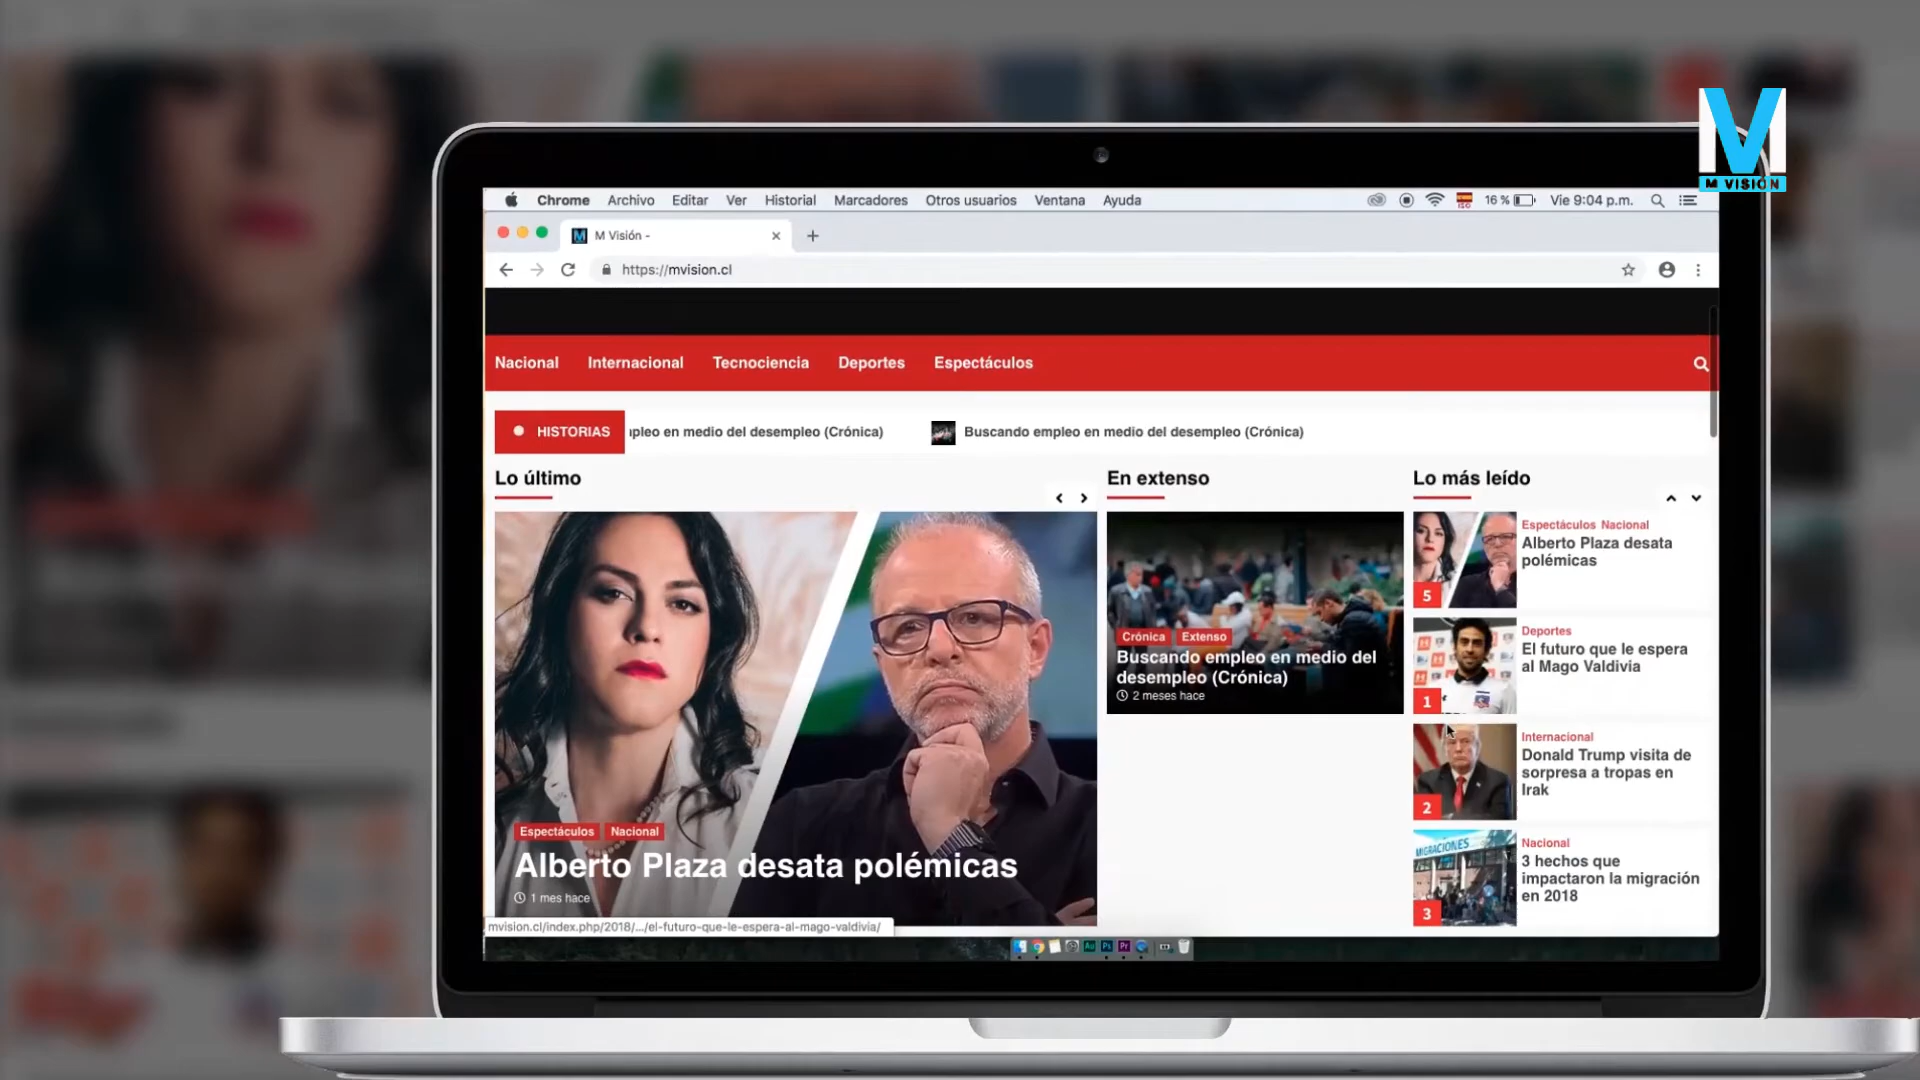 M VISIÓN
Chrome Archivo Editar Ver Historial Marcadores Otros usuarios Ventana Ayuda
ISO 16 % Vie 9:04 p.m.
M Visión -
https://mvision.cl
Nacional Internacional Tecnociencia Deportes Espectáculos
HISTORIAS
pleo en medio del desempleo (Crónica)
Buscando empleo en medio del desempleo (Crónica)
Lo último
Espectáculos Nacional
Alberto Plaza desata polémicas
1 mes hace
En extenso
Crónica Extenso
Buscando empleo en medio del
desempleo (Crónica)
2 meses hace
Lo más leído
5
Espectáculos Nacional
Alberto Plaza desata
polémicas
1
Deportes
El futuro que le espera
al Mago Valdivia
2
Internacional
Donald Trump visita de
sorpresa a tropas en
Irak
MIGRACIONES
3
Nacional
3 hechos que
impactaron la migración
en 2018
mvision.cl/index.php/2018/.../el-futuro-que-le-espera-al-mago-valdivia/
Au Ps Pr